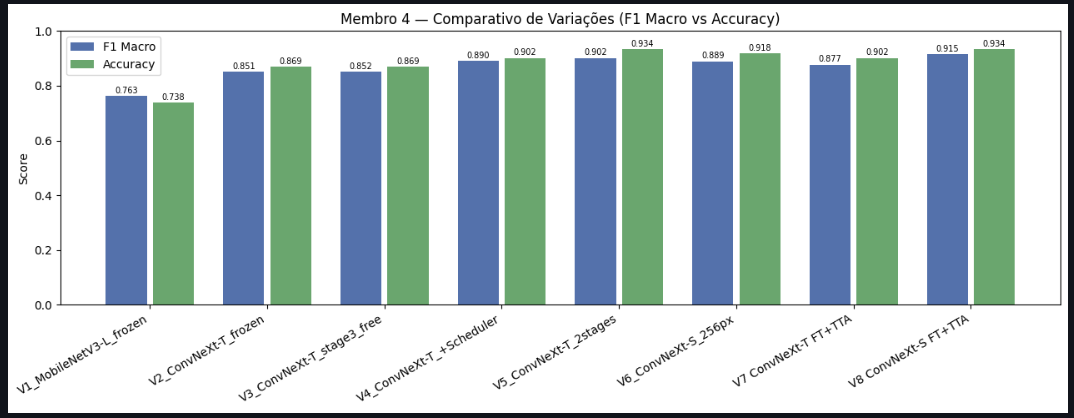 Membro 4 — Comparativo de Variações (F1 Macro vs Accuracy)
F1 Macro
Accuracy
Score
1.0
0.8
0.6
0.4
0.2
0.0
0.763 0.738
0.851 0.869
0.852 0.869
0.890 0.902
0.902 0.934
0.889 0.918
0.877 0.902
0.915 0.934
V1_MobileNetV3-L_frozen
V2_ConvNeXt-T_frozen
V3_ConvNeXt-T_stage3_free
V4_ConvNeXt-T_+Scheduler
V5_ConvNeXt-T_2stages
V6_ConvNeXt-S_256px
V7 ConvNeXt-T FT+TTA
V8 ConvNeXt-S FT+TTA